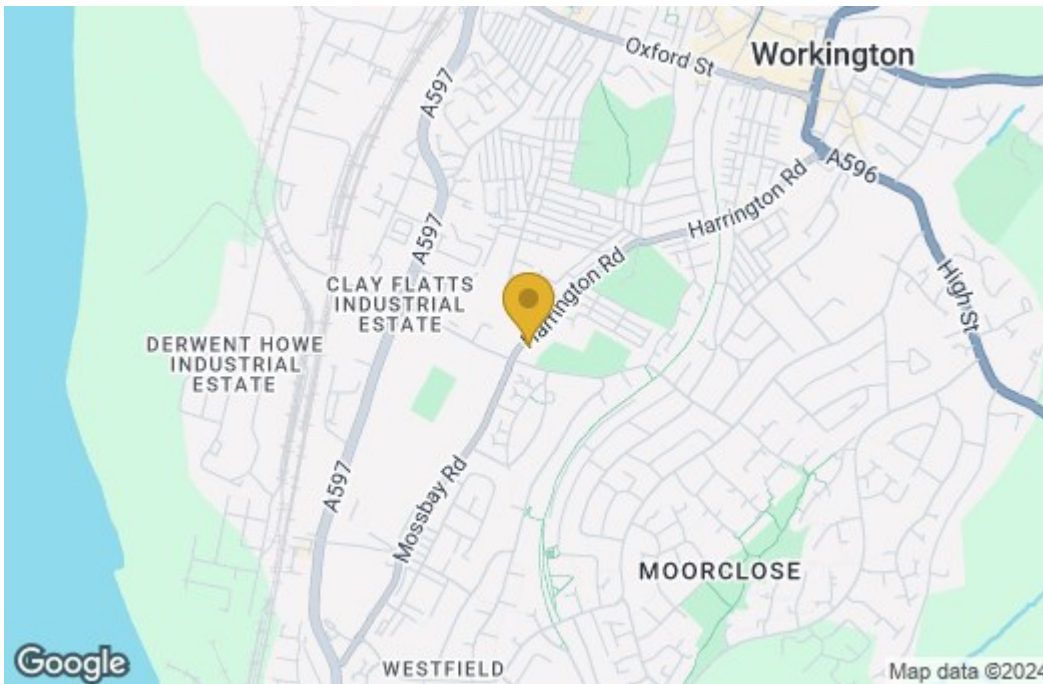 Workington
Oxford St
A597
A596
Harrington Rd
A597
High St
CLAY FLATTS
INDUSTRIAL
ESTATE
Harrington Rd
DERWENT HOWE
INDUSTRIAL
ESTATE
A597
Mossbay Rd
MOORCLOSE
WESTFIELD
Google
Map data ©2024